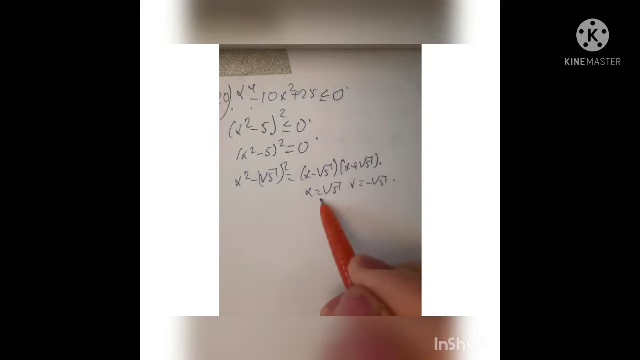 20) x⁴-10x²+25≤0
(x²-5)²≤0
(x²-5)²=0
x²-(√5)²=(x-√5)(x+√5).
x=√5 x=-√5.
K
KINEMASTER